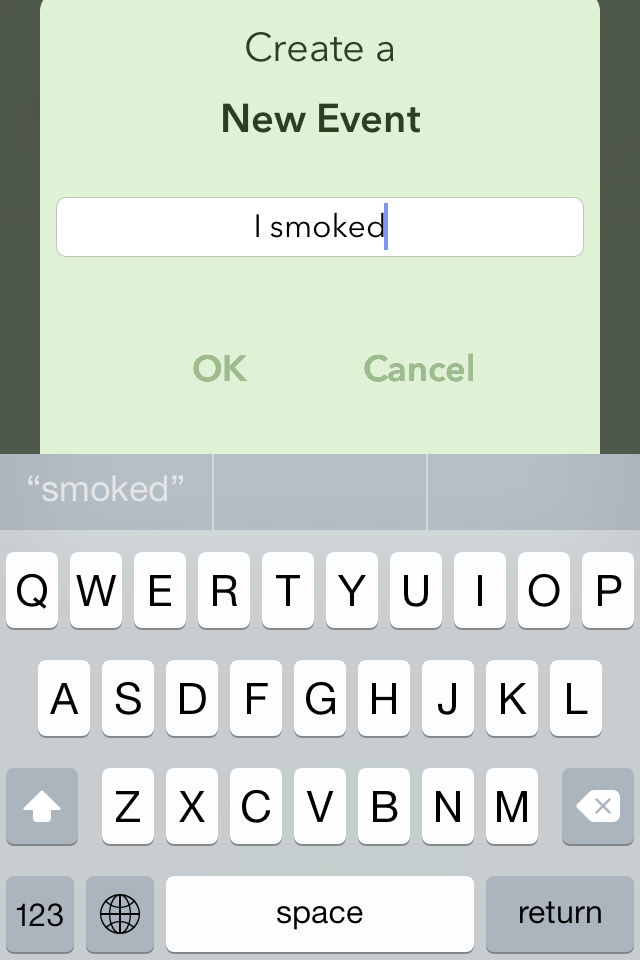 Create a
New Event
I smoked
OK Cancel
“smoked”
Q W E R T Y U I O P
A S D F G H J K L
Z X C V B N M
123 space return